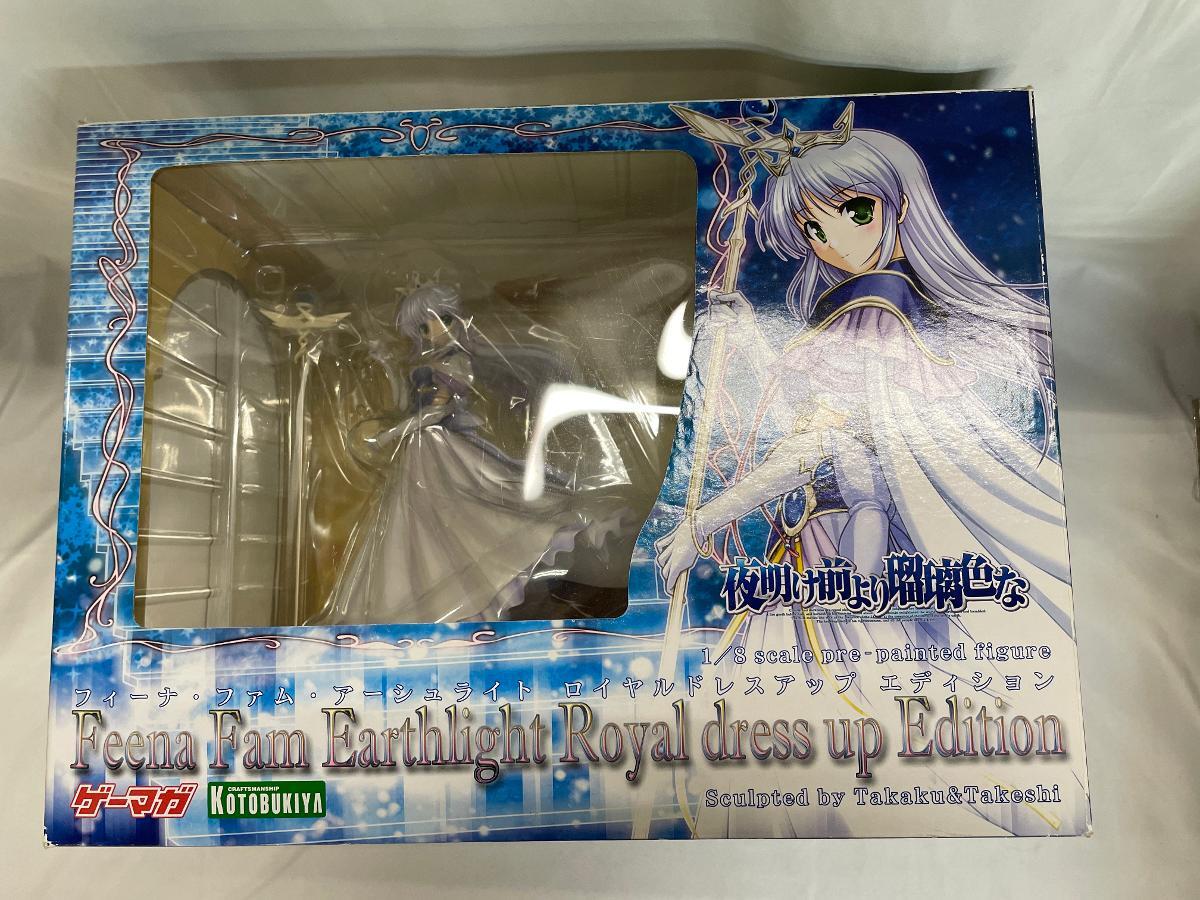 夜明け前より瑠璃色な
1/8 scale pre-painted figure
フィーナ・ファム・アーシュライト ロイヤルドレスアップ エディション
Feena Fam Earthlight Royal dress up Edition
ゲーマガ
CRAFTSMANSHIP
KOTOBUKIYA
Sculpted by Takaku&Takeshi